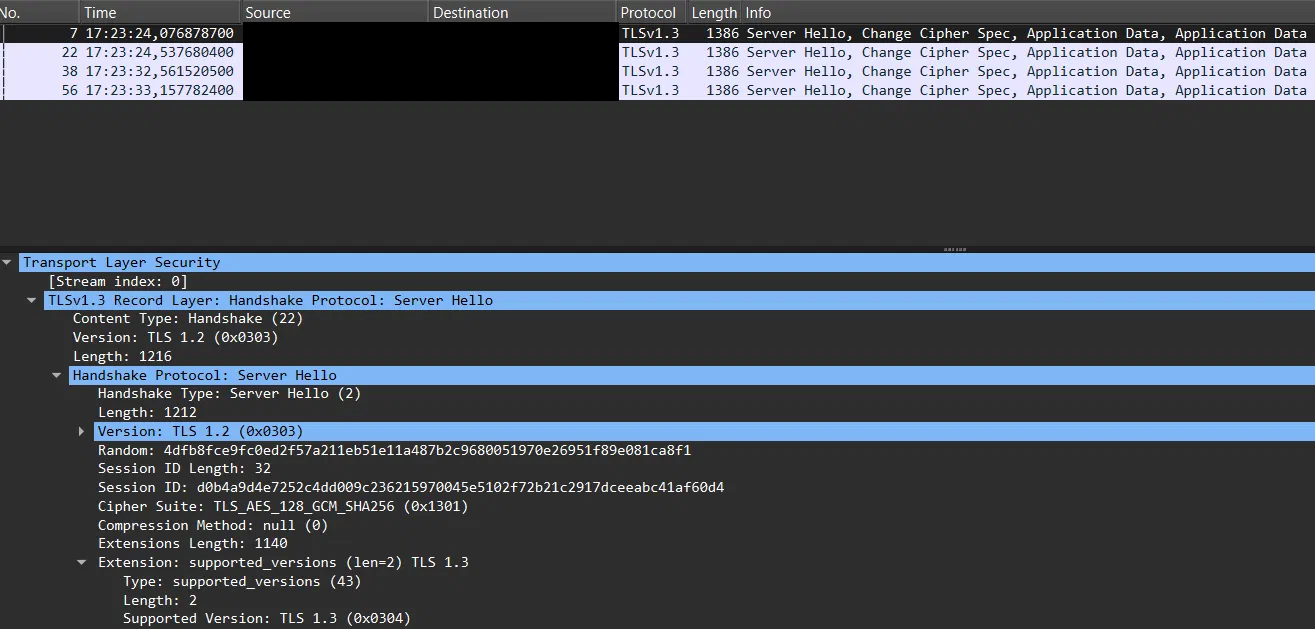 No. Time Source Destination Protocol Length Info
7 17:23:24,076878700 TLSv1.3 1386 Server Hello, Change Cipher Spec, Application Data, Application Data
22 17:23:24,537680400 TLSv1.3 1386 Server Hello, Change Cipher Spec, Application Data, Application Data
38 17:23:32,561520500 TLSv1.3 1386 Server Hello, Change Cipher Spec, Application Data, Application Data
56 17:23:33,157782400 TLSv1.3 1386 Server Hello, Change Cipher Spec, Application Data, Application Data
Transport Layer Security
[Stream index: 0]
TLSv1.3 Record Layer: Handshake Protocol: Server Hello
Content Type: Handshake (22)
Version: TLS 1.2 (0x0303)
Length: 1216
Handshake Protocol: Server Hello
Handshake Type: Server Hello (2)
Length: 1212
Version: TLS 1.2 (0x0303)
Random: 4dfb8fce9fc0ed2f57a211eb51e11a487b2c9680051970e26951f89e081ca8f1
Session ID Length: 32
Session ID: d0b4a9d4e7252c4dd009c236215970045e5102f72b21c2917dceeabc41af60d4
Cipher Suite: TLS_AES_128_GCM_SHA256 (0x1301)
Compression Method: null (0)
Extensions Length: 1140
Extension: supported_versions (len=2) TLS 1.3
Type: supported_versions (43)
Length: 2
Supported Version: TLS 1.3 (0x0304)